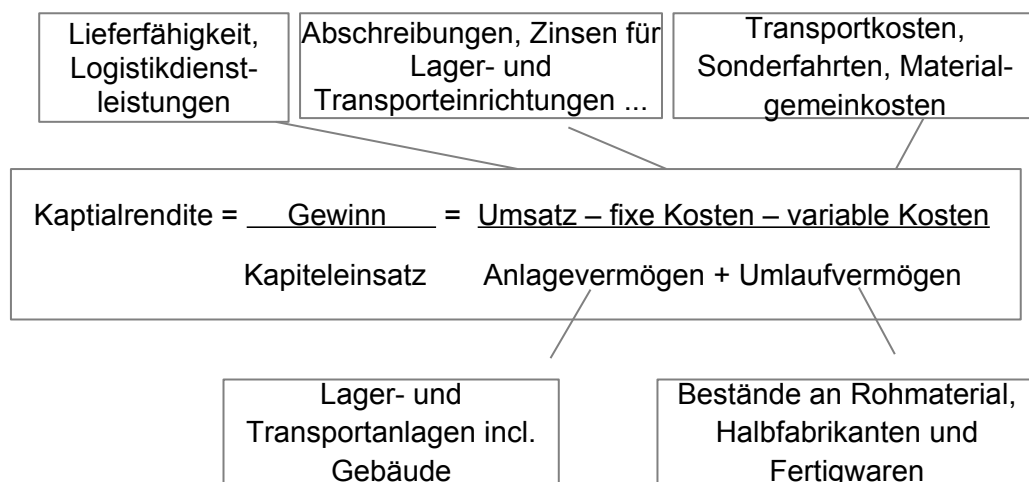 Lieferfähigkeit,
Logistikdienst-
leistungen
Abschreibungen, Zinsen für
Lager- und
Transporteinrichtungen ...
Transportkosten,
Sonderfahrten, Material-
gemeinkosten
Kaptialrendite = Gewinn = Umsatz – fixe Kosten – variable Kosten
Kapiteleinsatz Anlagevermögen + Umlaufvermögen
Lager- und
Transportanlagen incl.
Gebäude
Bestände an Rohmaterial,
Halbfabrikanten und
Fertigwaren